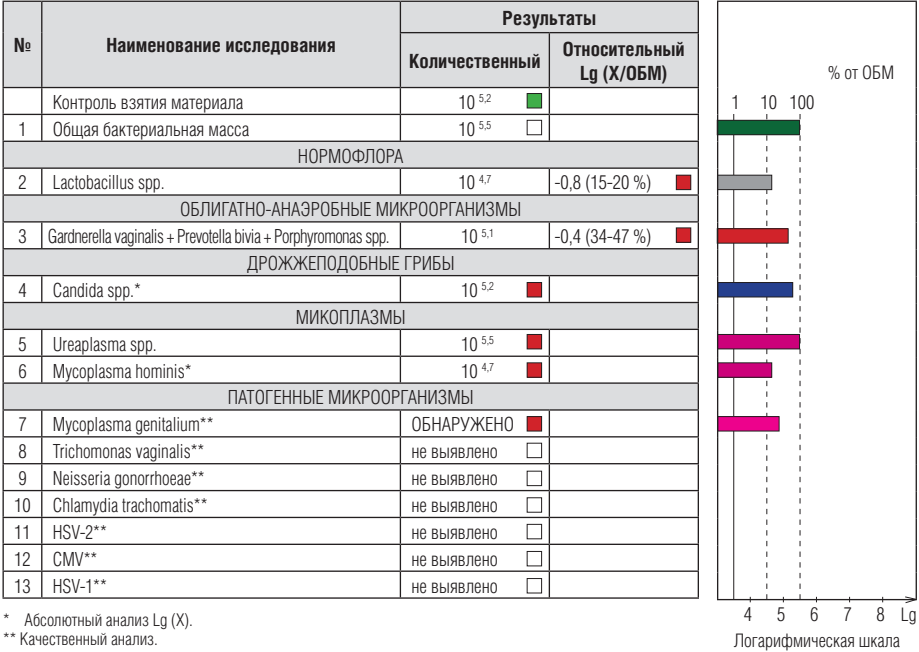 № Наименование исследования Результаты
Количественный Относительный Lg (X/ОБМ)
Контроль взятия материала 10 5,2
1 Общая бактериальная масса 10 5,5
НОРМОФЛОРА
2 Lactobacillus spp. 10 4,7 -0,8 (15-20 %)
ОБЛИГАТНО-АНАЭРОБНЫЕ МИКРООРГАНИЗМЫ
3 Gardnerella vaginalis + Prevotella bivia + Porphyromonas spp. 10 5,1 -0,4 (34-47 %)
ДРОЖЖЕПОДОБНЫЕ ГРИБЫ
4 Candida spp.* 10 5,2
МИКОПЛАЗМЫ
5 Ureaplasma spp. 10 5,5
6 Mycoplasma hominis* 10 4,7
ПАТОГЕННЫЕ МИКРООРГАНИЗМЫ
7 Mycoplasma genitalium** ОБНАРУЖЕНО
8 Trichomonas vaginalis** не выявлено
9 Neisseria gonorrhoeae** не выявлено
10 Chlamydia trachomatis** не выявлено
11 HSV-2** не выявлено
12 CMV** не выявлено
13 HSV-1** не выявлено
* Абсолютный анализ Lg (X).
** Качественный анализ.
% от ОБМ
1 10 100
4 5 6 7 8 Lg
Логарифмическая шкала